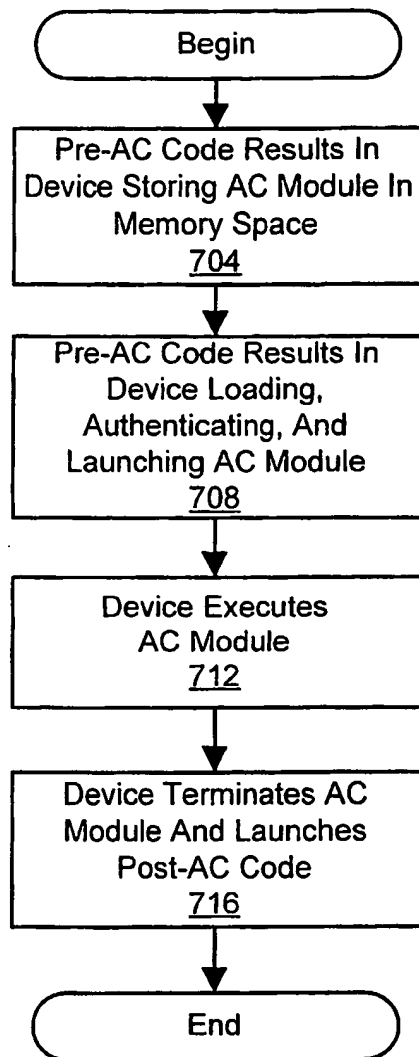 Begin
Pre-AC Code Results In
Device Storing AC Module In
Memory Space
704
Pre-AC Code Results In
Device Loading,
Authenticating, And
Launching AC Module
708
Device Executes
AC Module
712
Device Terminates AC
Module And Launches
Post-AC Code
716
End